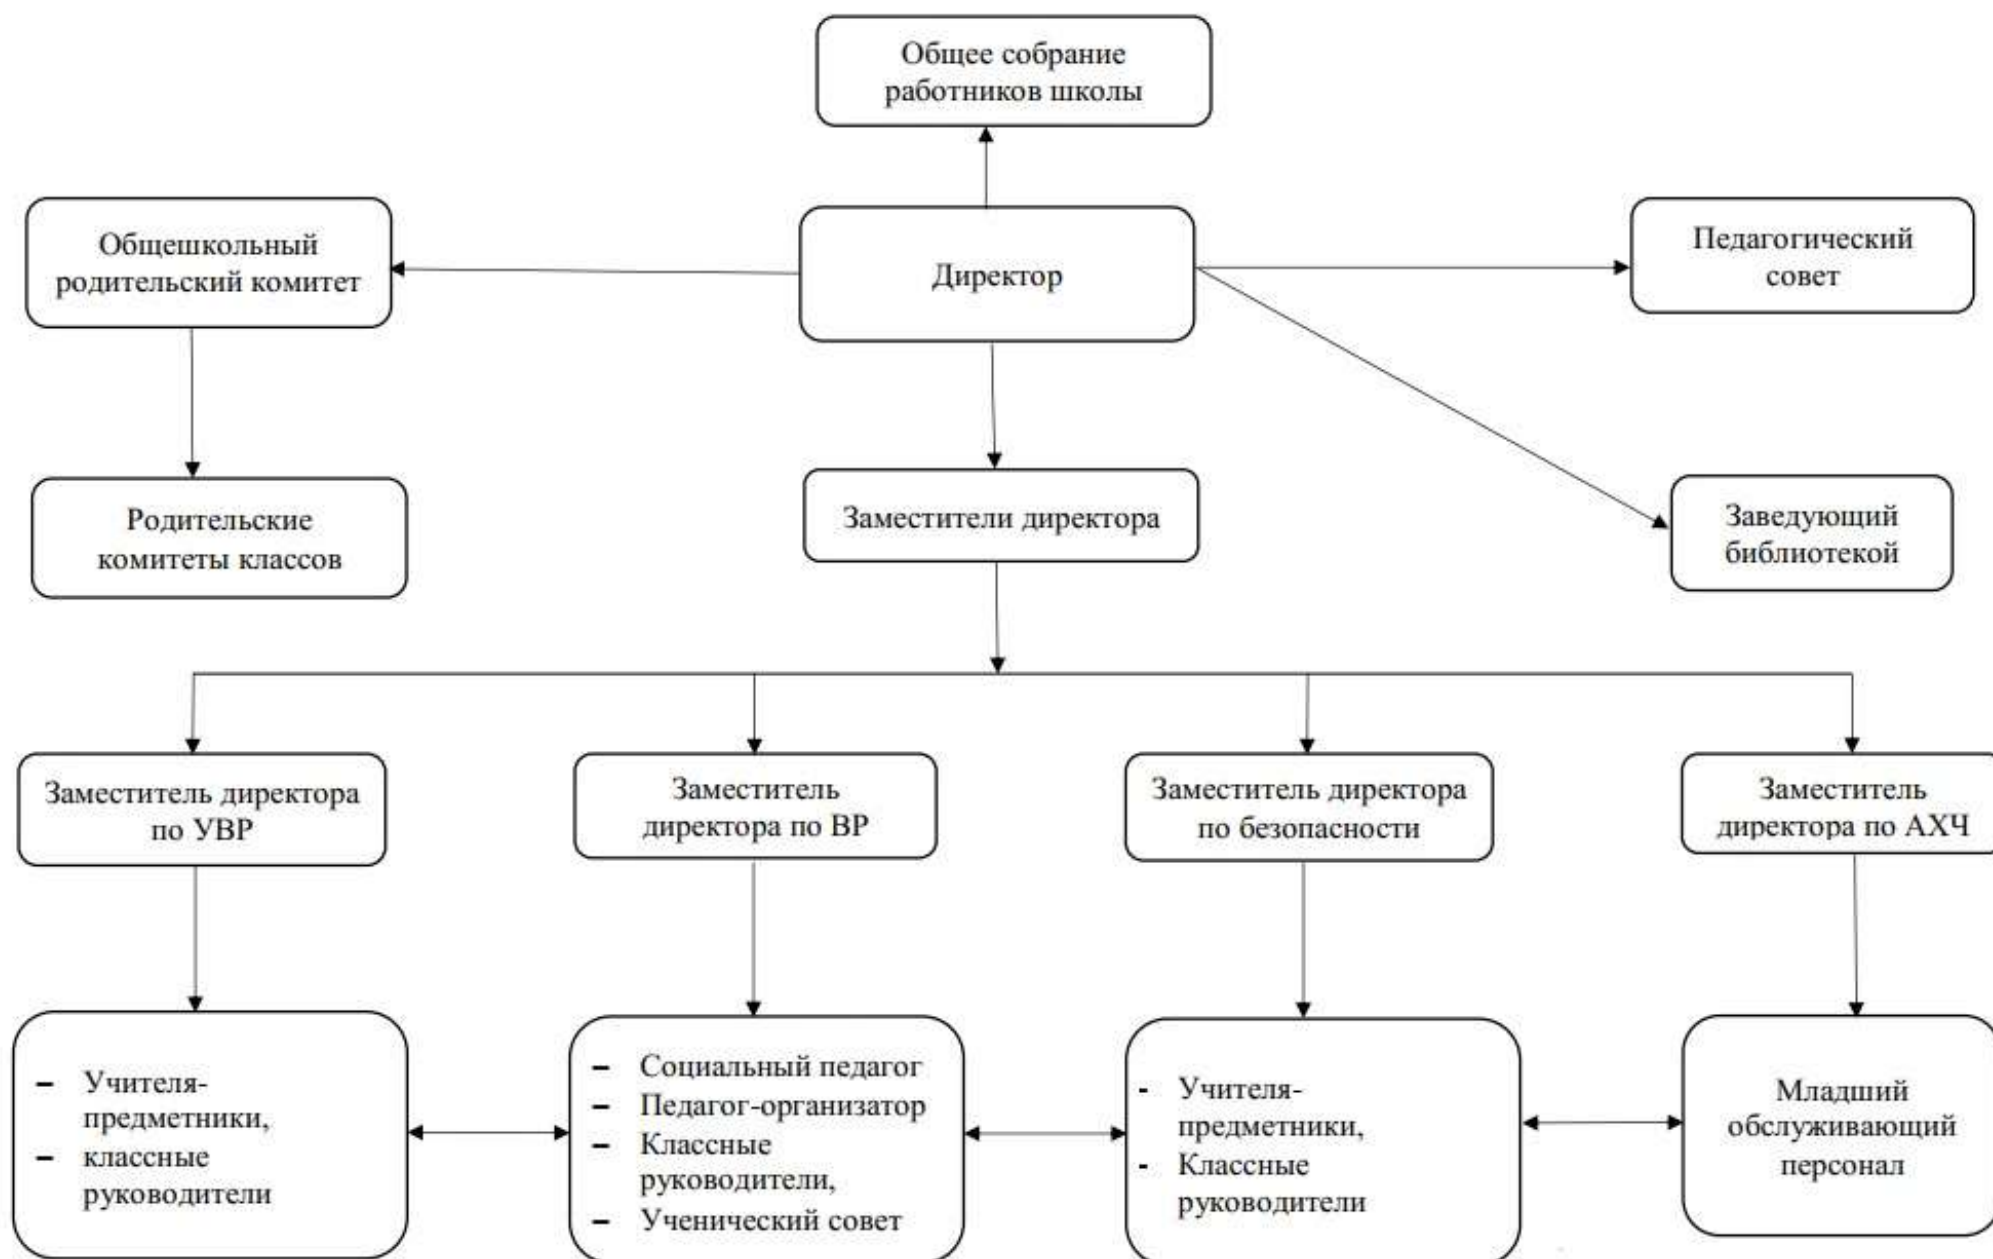 Общее собрание
работников школы
Общешкольный
родительский комитет
Директор
Педагогический
совет
Родительские
комитеты классов
Заместители директора
Заведующий
библиотекой
Заместитель директора
по УВР
Заместитель
директора по ВР
Заместитель директора
по безопасности
Заместитель
директора по АХЧ
– Учителя-
предметники,
– классные
руководители
– Социальный педагог
– Педагог-организатор
– Классные
руководители,
– Ученический совет
- Учителя-
предметники,
- Классные
руководители
Младший
обслуживающий
персонал